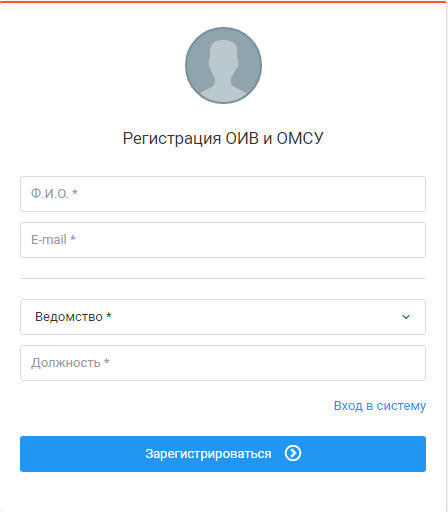 Регистрация ОИВ и ОМСУ
Ф.И.О. *
E-mail *
Ведомство *
Должность *
Вход в систему
Зарегистрироваться